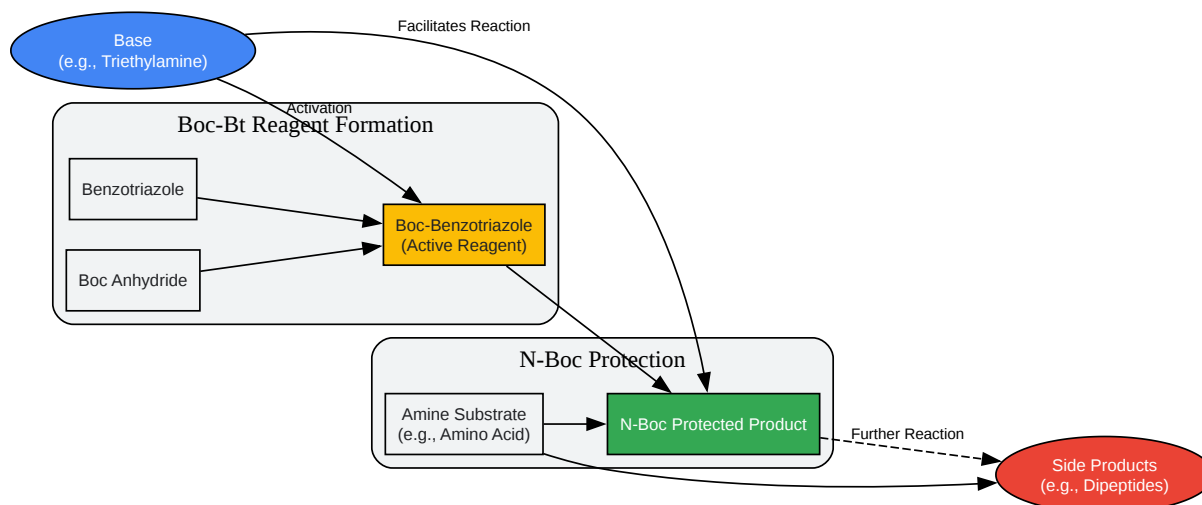 Facilitates Reaction
Base
(e.g., Triethylamine)
Activation
Boc-Bt Reagent Formation
Benzotriazole
Boc-Benzotriazole
(Active Reagent)
Boc Anhydride
N-Boc Protection
Amine Substrate
(e.g., Amino Acid)
N-Boc Protected Product
Further Reaction
Side Products
(e.g., Dipeptides)